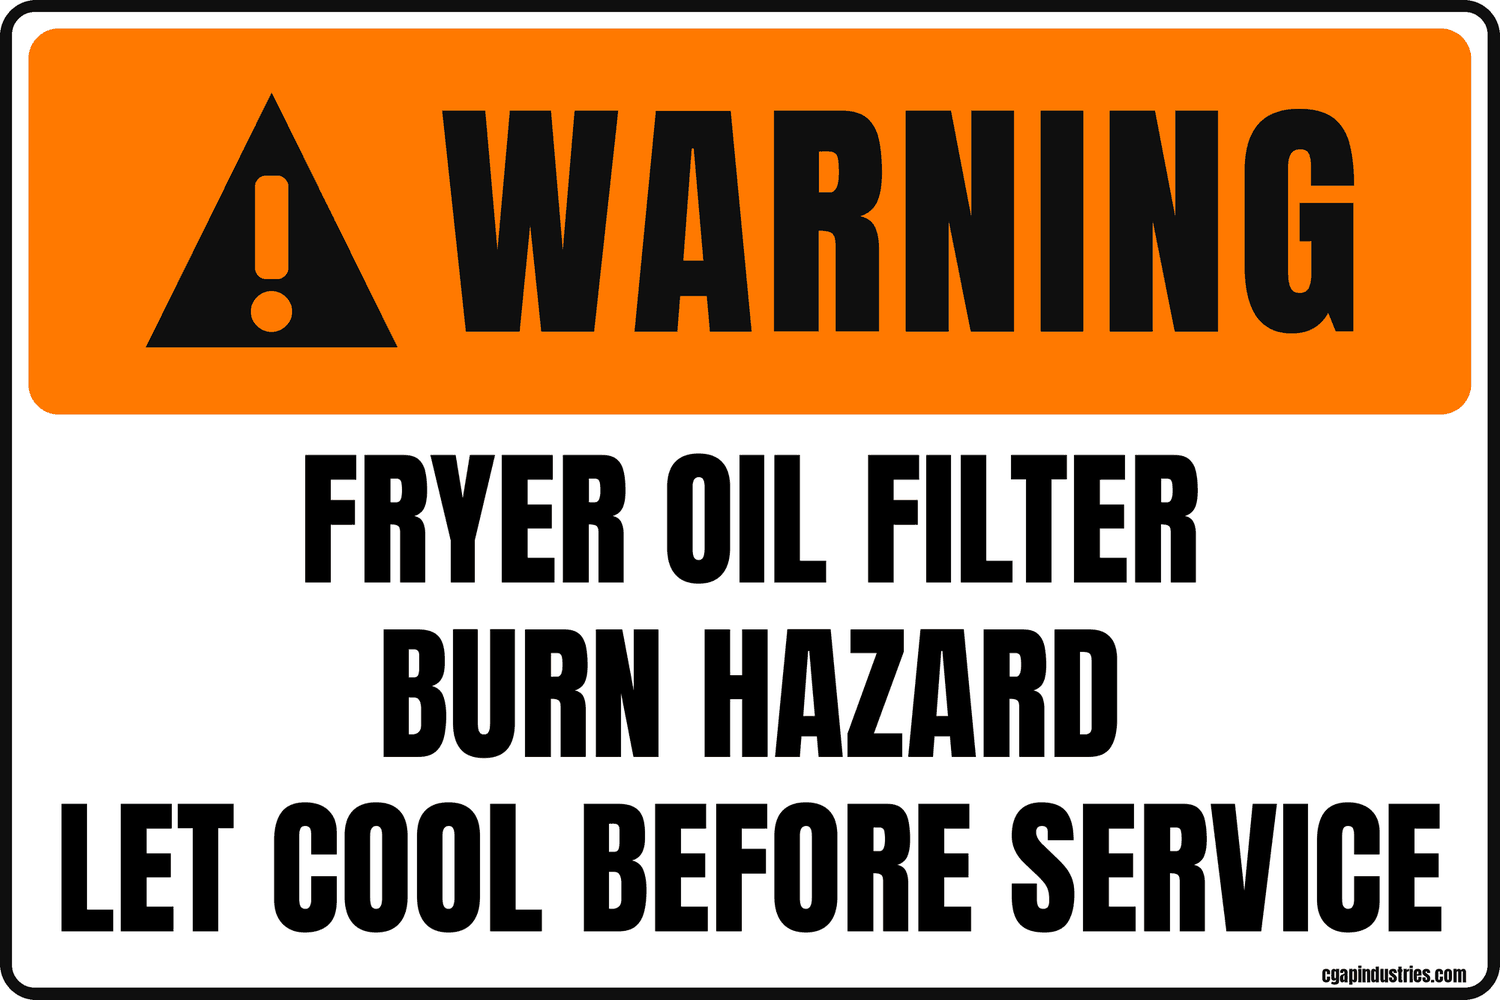 WARNING
FRYER OIL FILTER
BURN HAZARD
LET COOL BEFORE SERVICE
cgapindustries.com